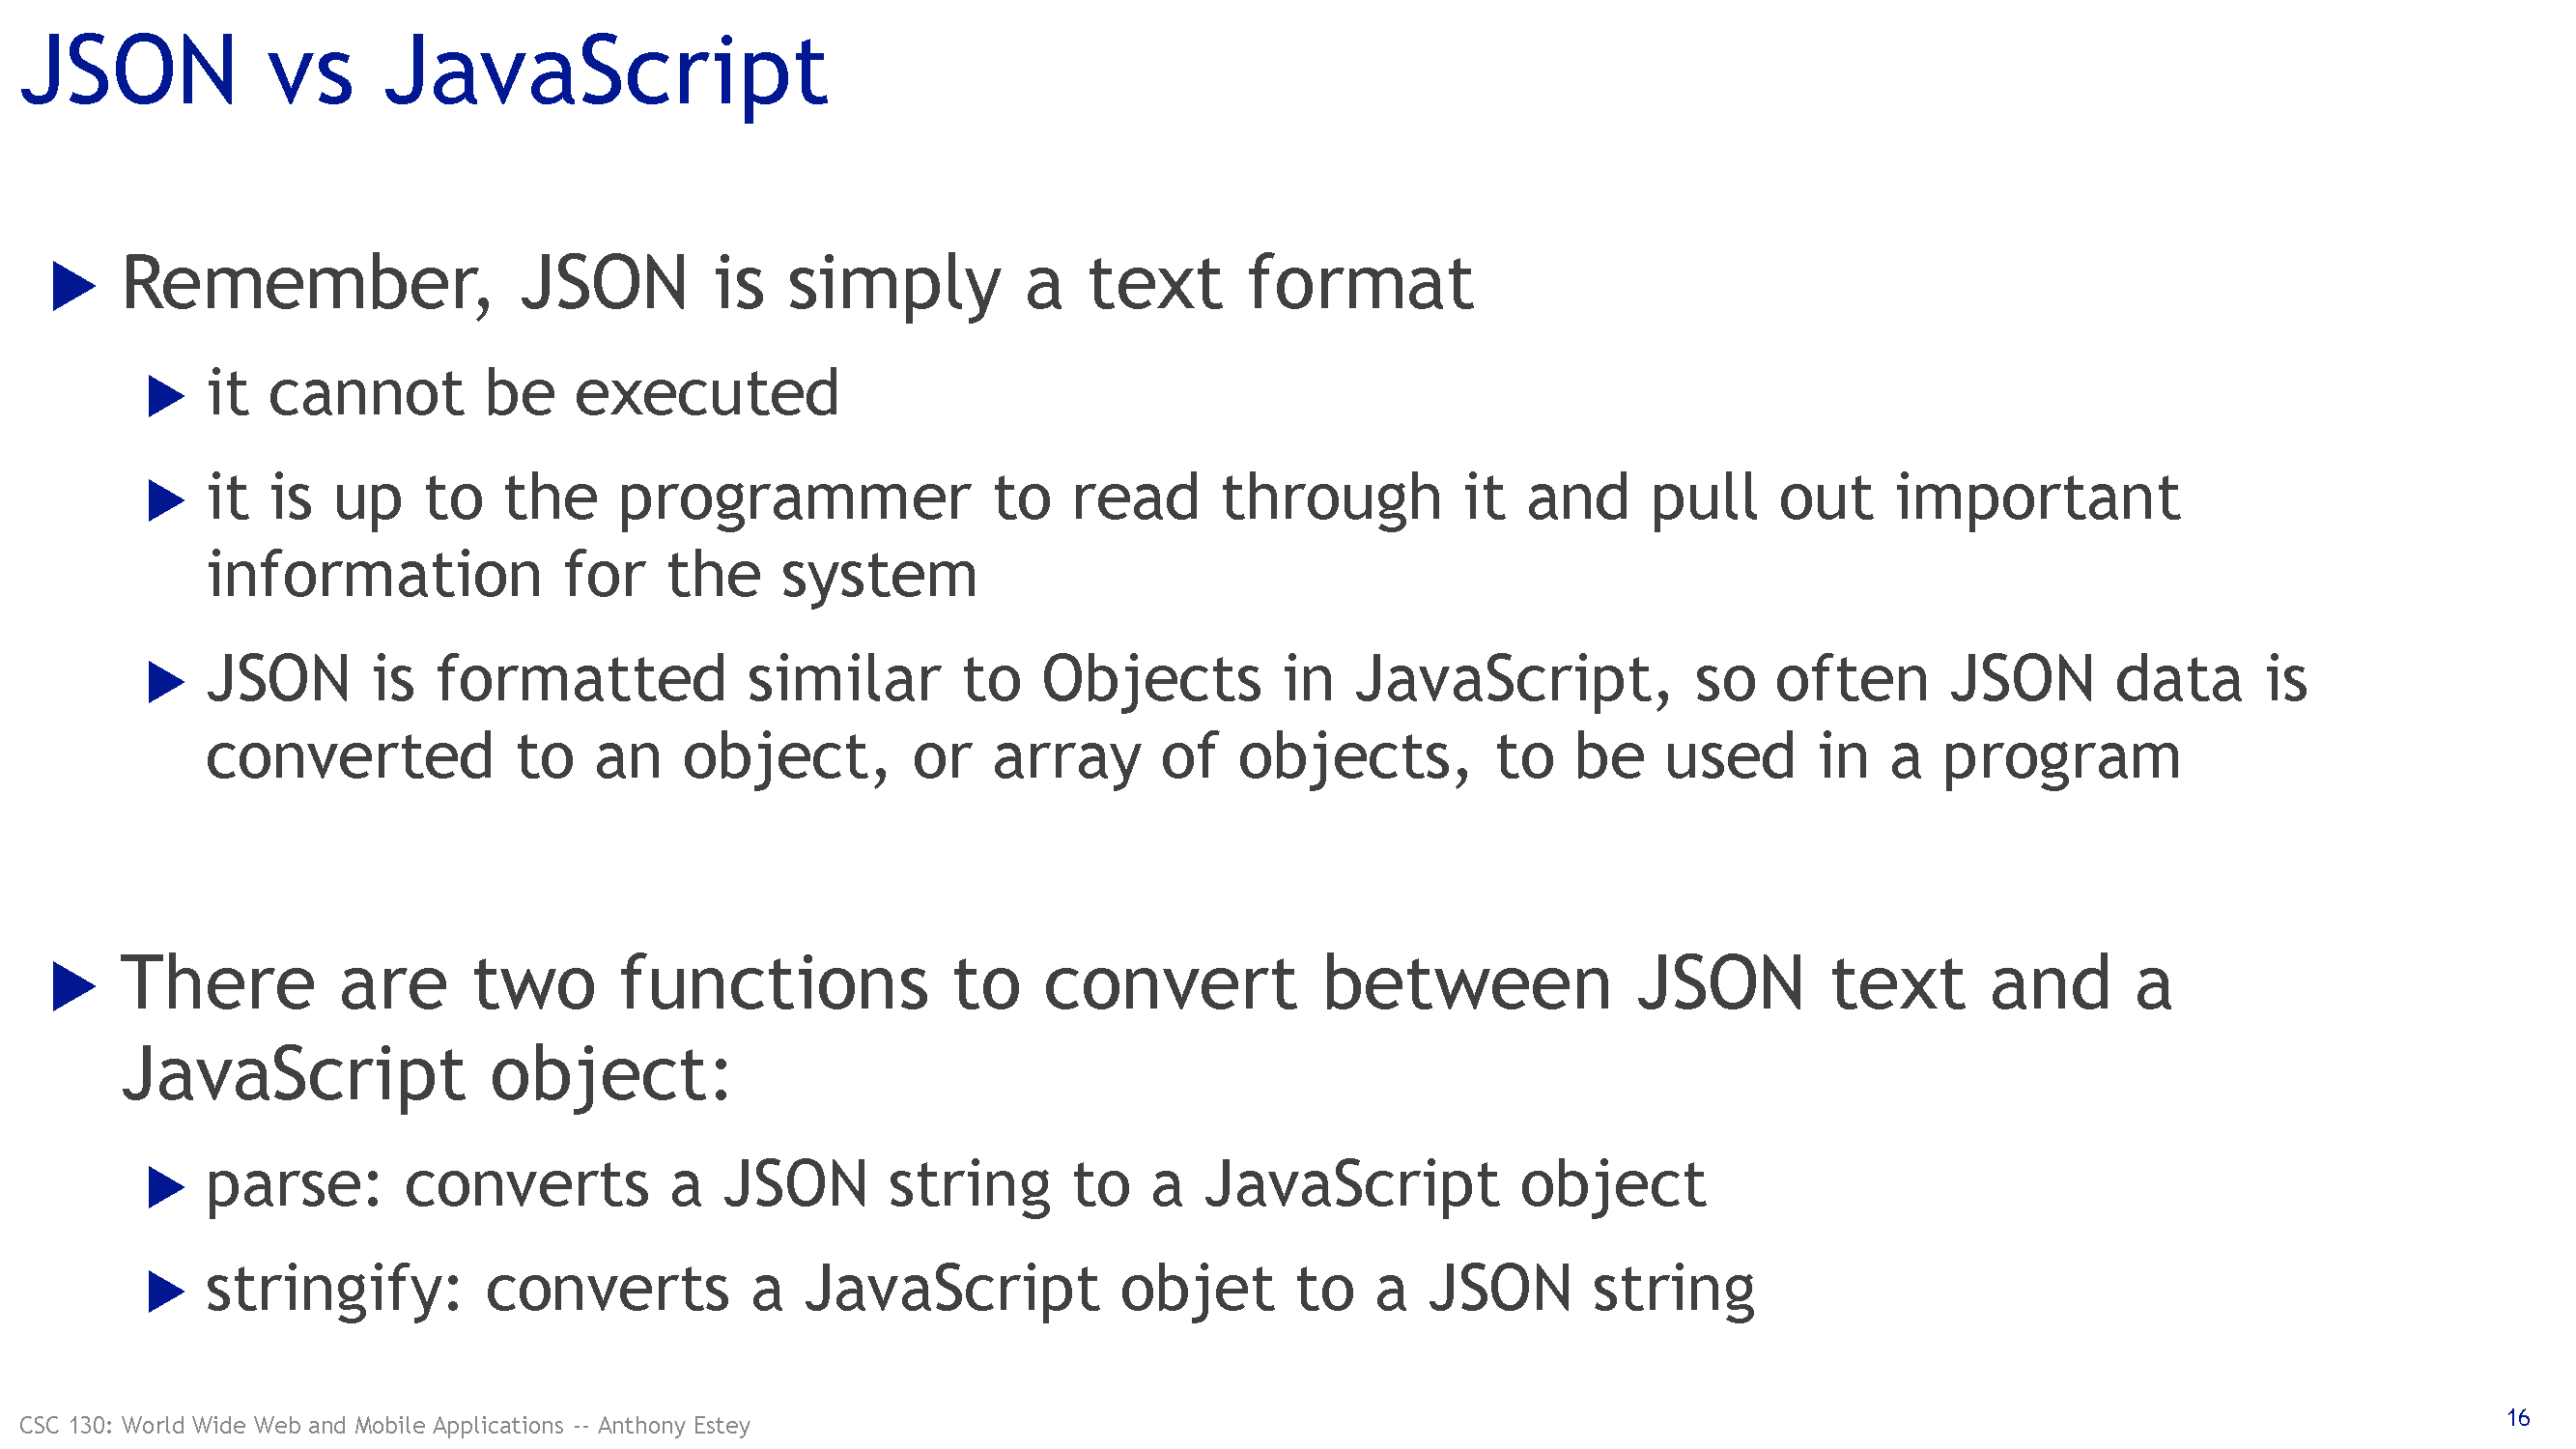 JSON vs JavaScript
Remember, JSON is simply a text format
it cannot be executed
it is up to the programmer to read through it and pull out important
information for the system
JSON is formatted similar to Objects in JavaScript, so often JSON data is
converted to an object, or array of objects, to be used in a program
There are two functions to convert between JSON text and a
JavaScript object:
parse: converts a JSON string to a JavaScript object
stringify: converts a JavaScript objet to a JSON string
CSC 130: World Wide Web and Mobile Applications -- Anthony Estey
16